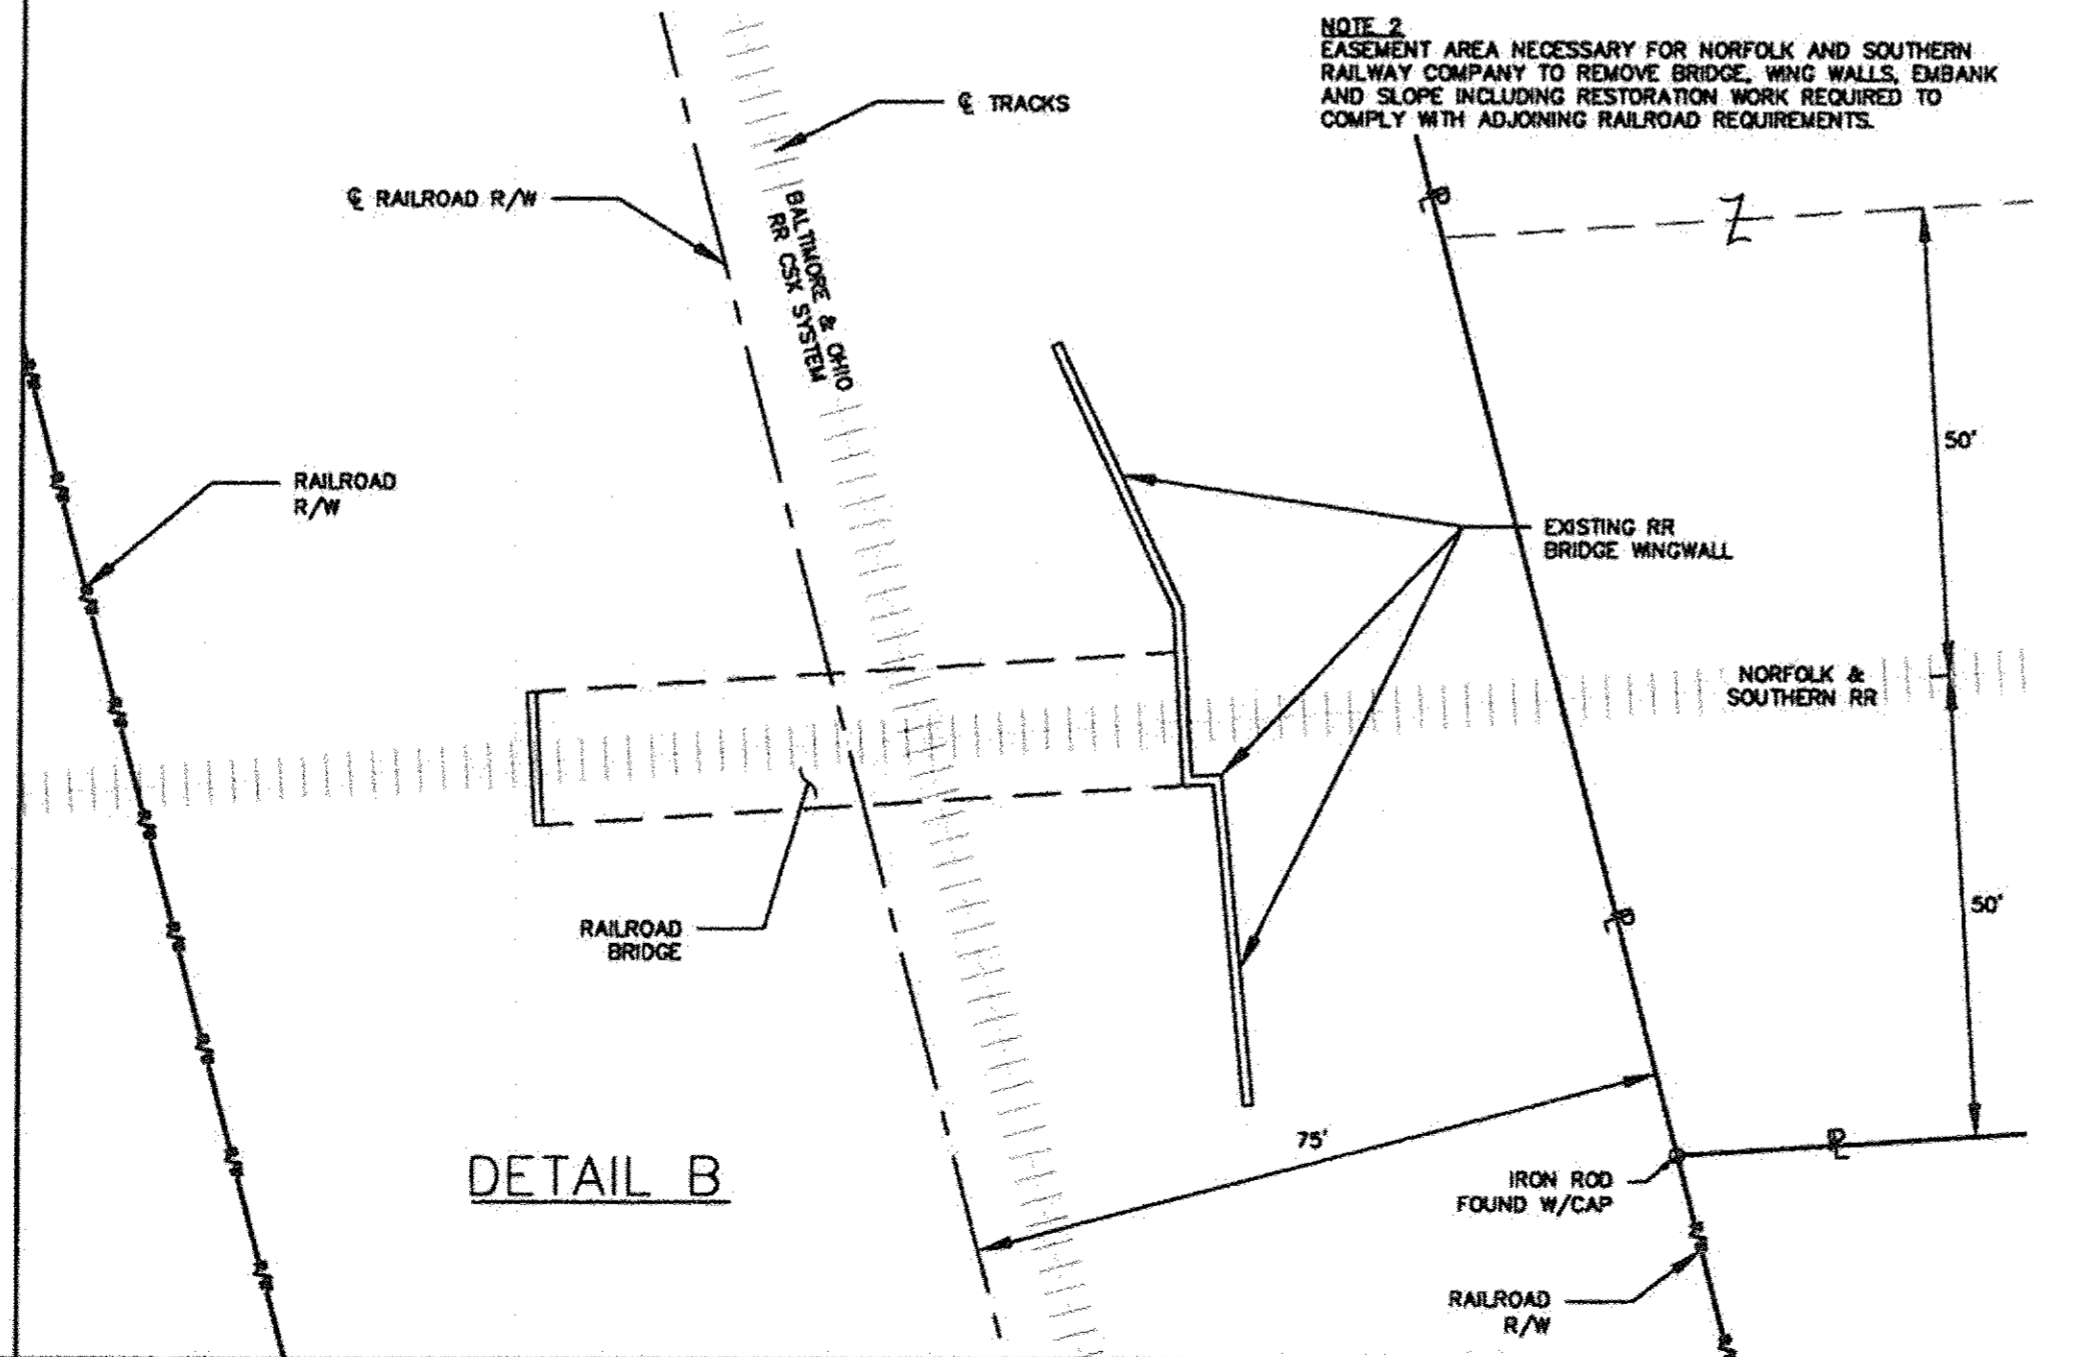 NOTE 2
EASEMENT AREA NECESSARY FOR NORFOLK AND SOUTHERN
RAILWAY COMPANY TO REMOVE BRIDGE, WING WALLS, EMBANK
AND SLOPE INCLUDING RESTORATION WORK REQUIRED TO
COMPLY WITH ADJOINING RAILROAD REQUIREMENTS.
℄ TRACKS
℄ RAILROAD R/W
BALTIMORE & OHIO
RR CSX SYSTEM
Z
50'
RAILROAD
R/W
EXISTING RR
BRIDGE WINGWALL
NORFOLK &
SOUTHERN RR
50'
RAILROAD
BRIDGE
75'
DETAIL B
IRON ROD
FOUND W/CAP
RAILROAD
R/W